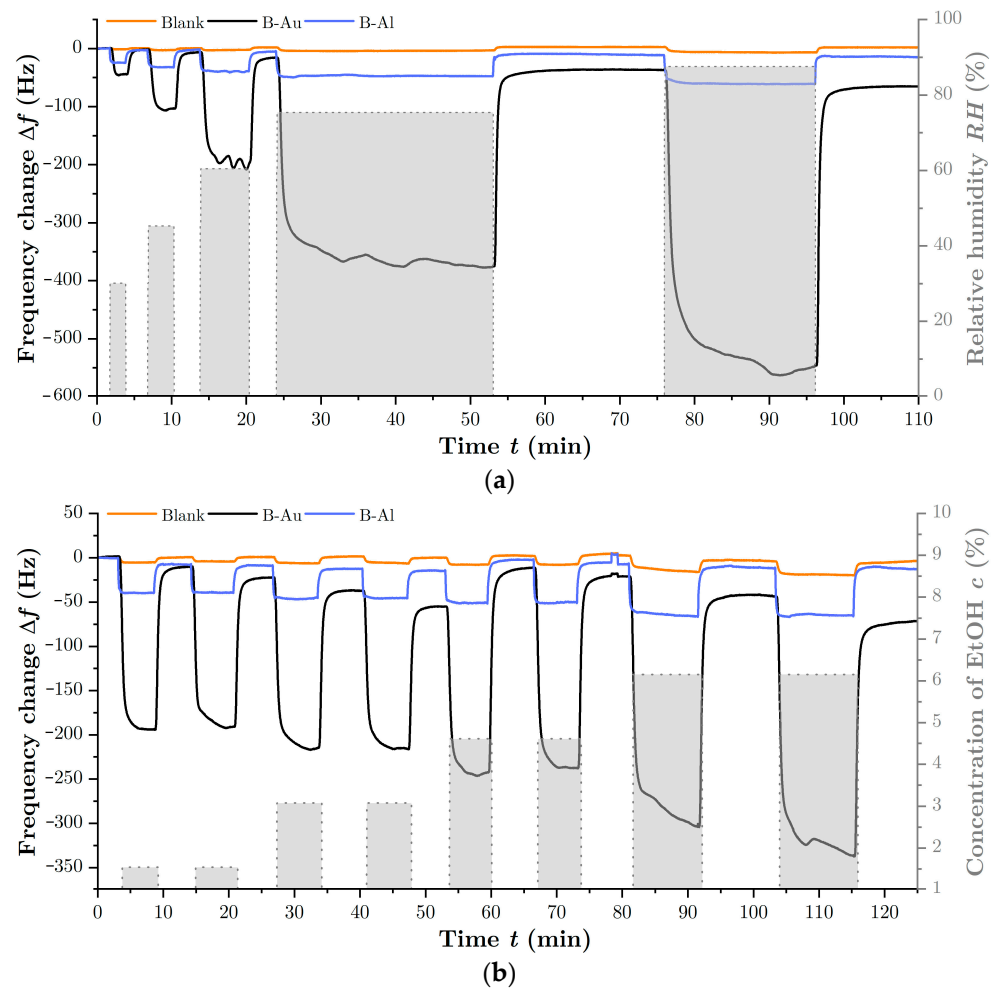 Blank B-Au B-Al
0
−100
−200
−300
−400
−500
−600
Frequency change Δf (Hz)
100
80
60
40
20
0
Relative humidity RH (%)
0 10 20 30 40 50 60 70 80 90 100 110
Time t (min)
(a)
Blank B-Au B-Al
50
0
−50
−100
−150
−200
−250
−300
−350
Frequency change Δf (Hz)
10
9
8
7
6
5
4
3
2
1
Concentration of EtOH c (%)
0 10 20 30 40 50 60 70 80 90 100 110 120
Time t (min)
(b)